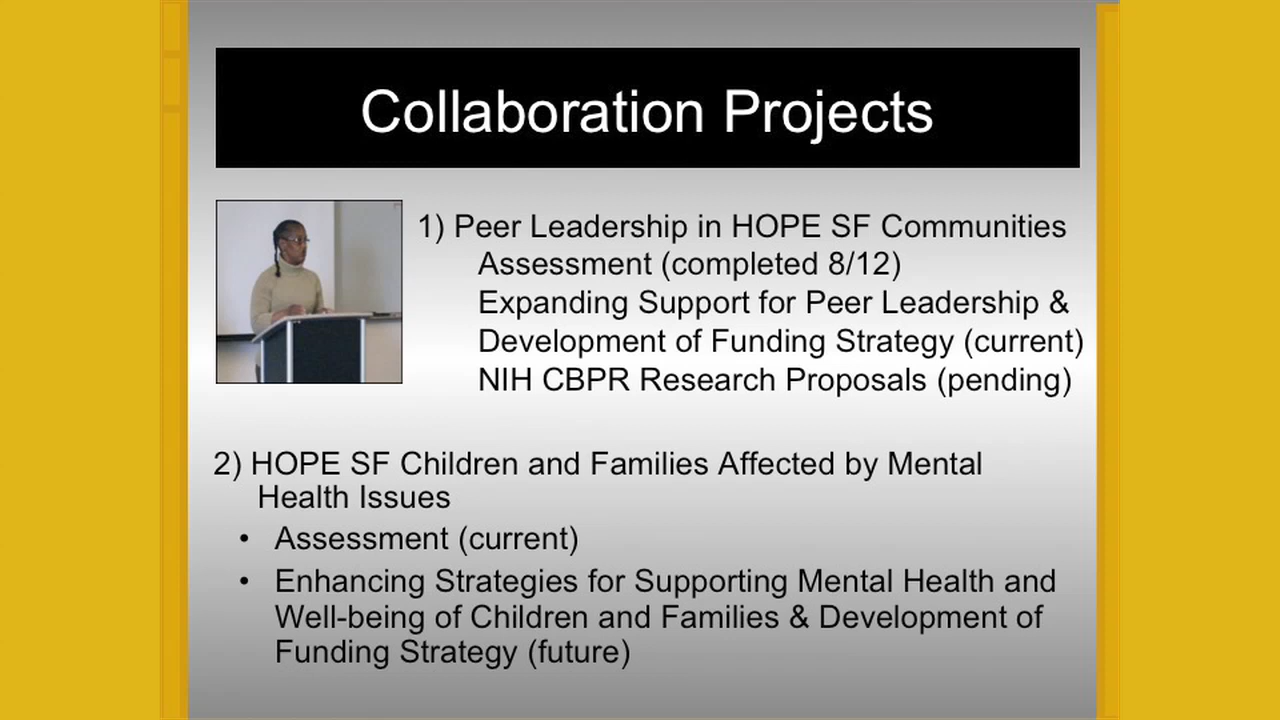 Collaboration Projects
1) Peer Leadership in HOPE SF Communities
Assessment (completed 8/12)
Expanding Support for Peer Leadership &
Development of Funding Strategy (current)
NIH CBPR Research Proposals (pending)
2) HOPE SF Children and Families Affected by Mental
Health Issues
• Assessment (current)
• Enhancing Strategies for Supporting Mental Health and
Well-being of Children and Families & Development of
Funding Strategy (future)